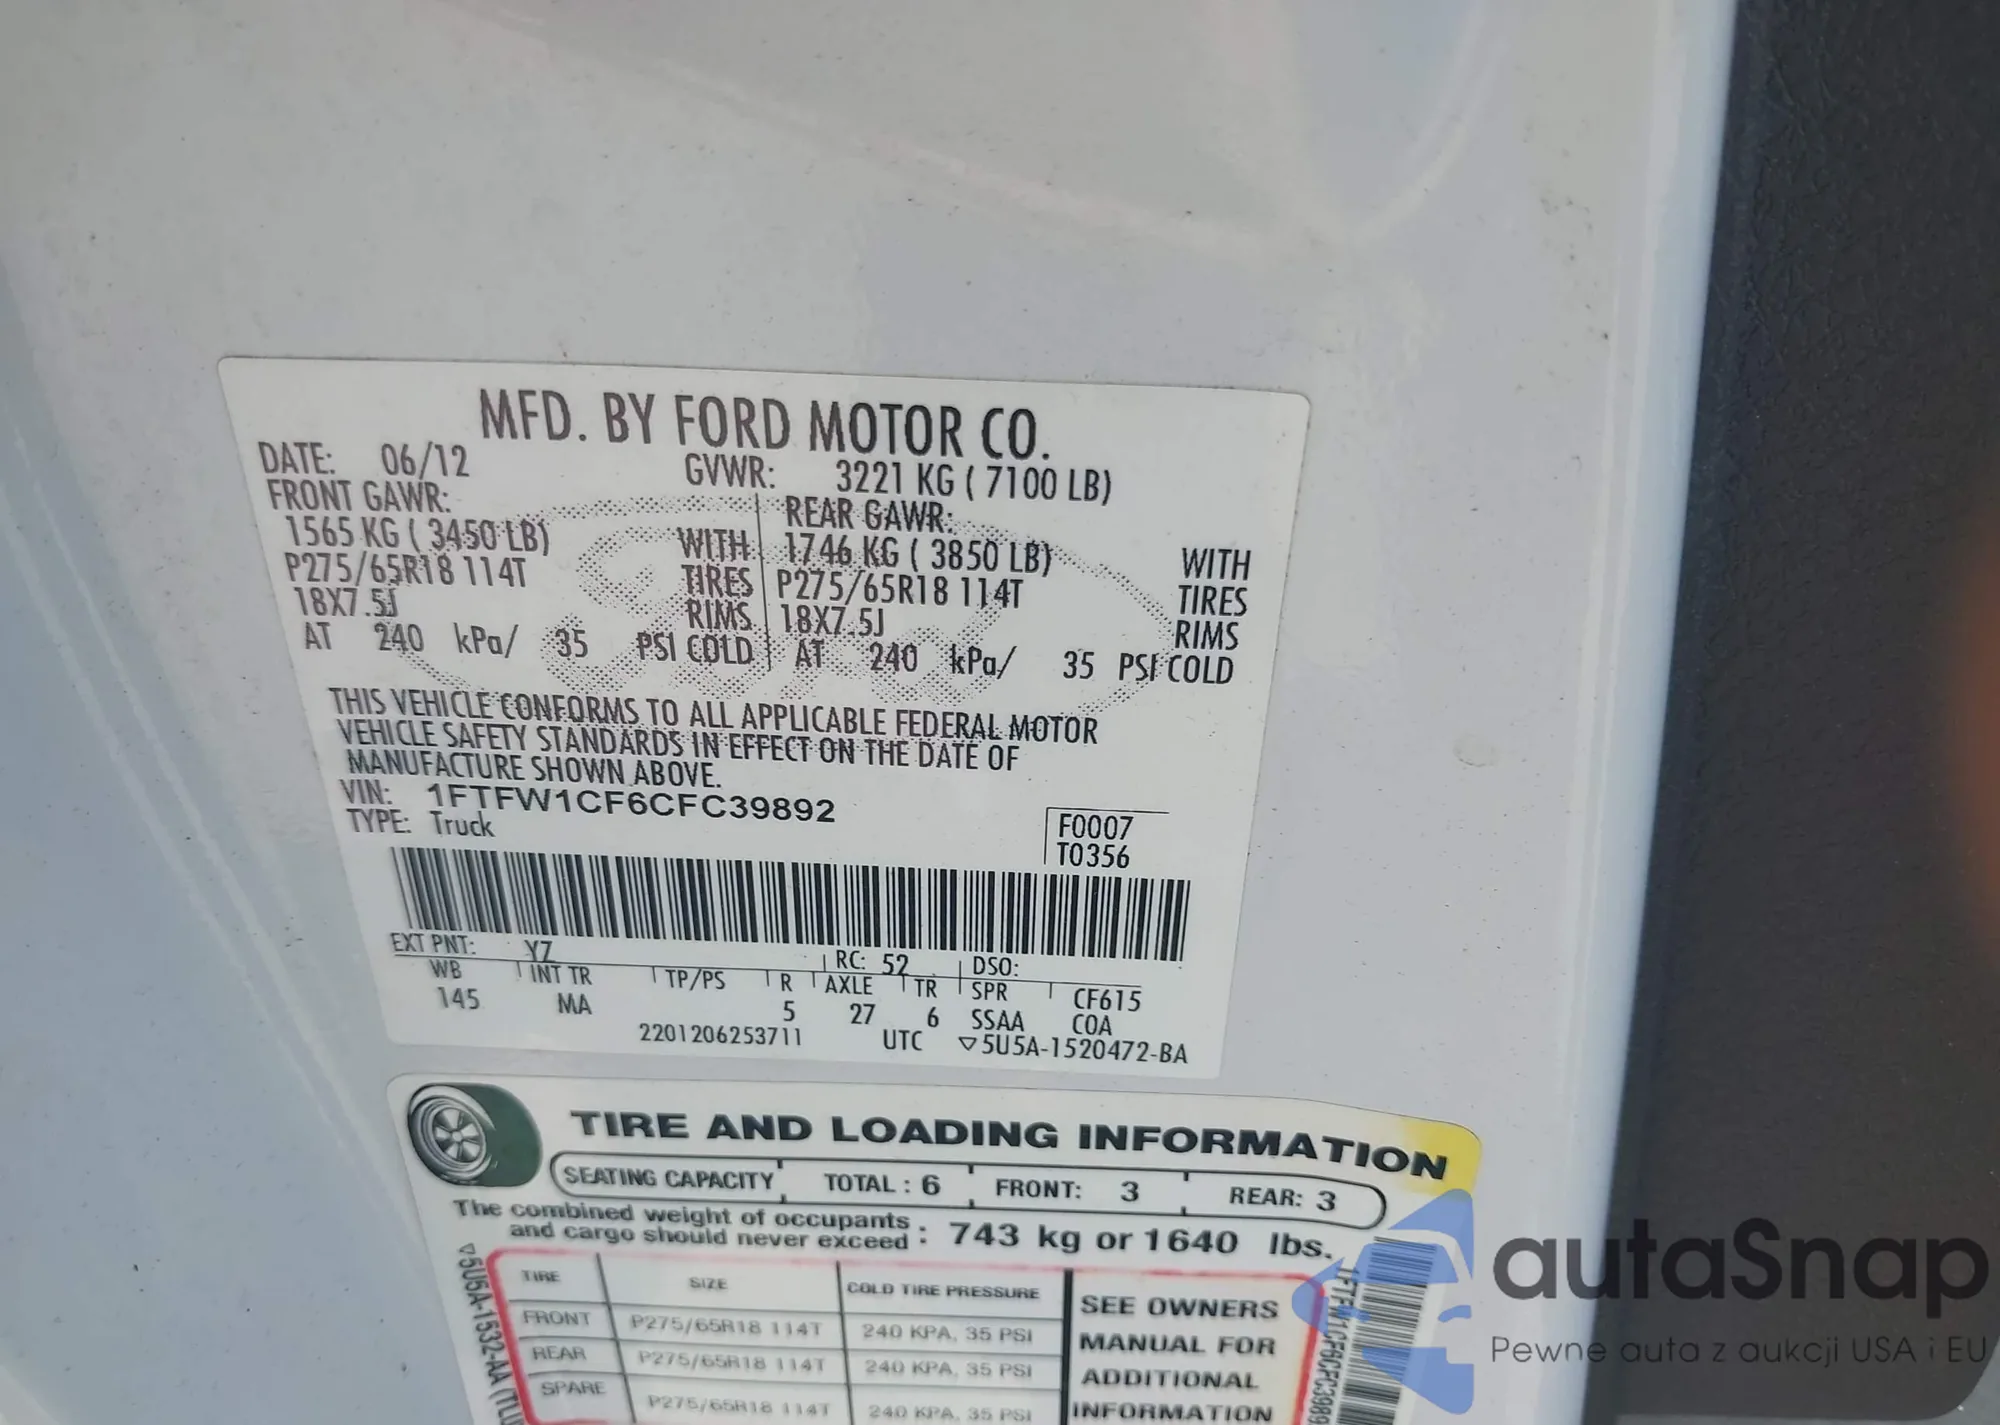 MFD. BY FORD MOTOR CO.
DATE: 06/12 GVWR: 3221 KG ( 7100 LB)
FRONT GAWR: REAR GAWR:
1565 KG ( 3450 LB) WITH 1746 KG ( 3850 LB) WITH
P275/65R18 114T TIRES P275/65R18 114T TIRES
18X7.5J RIMS 18X7.5J RIMS
AT 240 kPa/ 35 PSI COLD AT 240 kPa/ 35 PSI COLD
THIS VEHICLE CONFORMS TO ALL APPLICABLE FEDERAL MOTOR
VEHICLE SAFETY STANDARDS IN EFFECT ON THE DATE OF
MANUFACTURE SHOWN ABOVE.
VIN: 1FTFW1CF6CFC39892
TYPE: Truck
F0007
T0356
EXT PNT: YZ RC: 52 DSO:
WB INT TR TP/PS R AXLE TR SPR CF615
145 MA 5 27 6 SSAA COA
2201206253711 UTC ▽5U5A-1520472-BA
TIRE AND LOADING INFORMATION
SEATING CAPACITY TOTAL : 6 FRONT: 3 REAR: 3
The combined weight of occupants
and cargo should never exceed : 743 kg or 1640 lbs.
TIRE SIZE COLD TIRE PRESSURE
FRONT P275/65R18 114T 240 KPA, 35 PSI
REAR P275/65R18 114T 240 KPA, 35 PSI
SPARE P275/65R18 114T 240 KPA, 35 PSI
SEE OWNERS
MANUAL FOR
ADDITIONAL
INFORMATION
▽5U5A-1532-AA
1FTFW1CF6CFC3989
autaSnap
Pewne auta z aukcji USA i EU